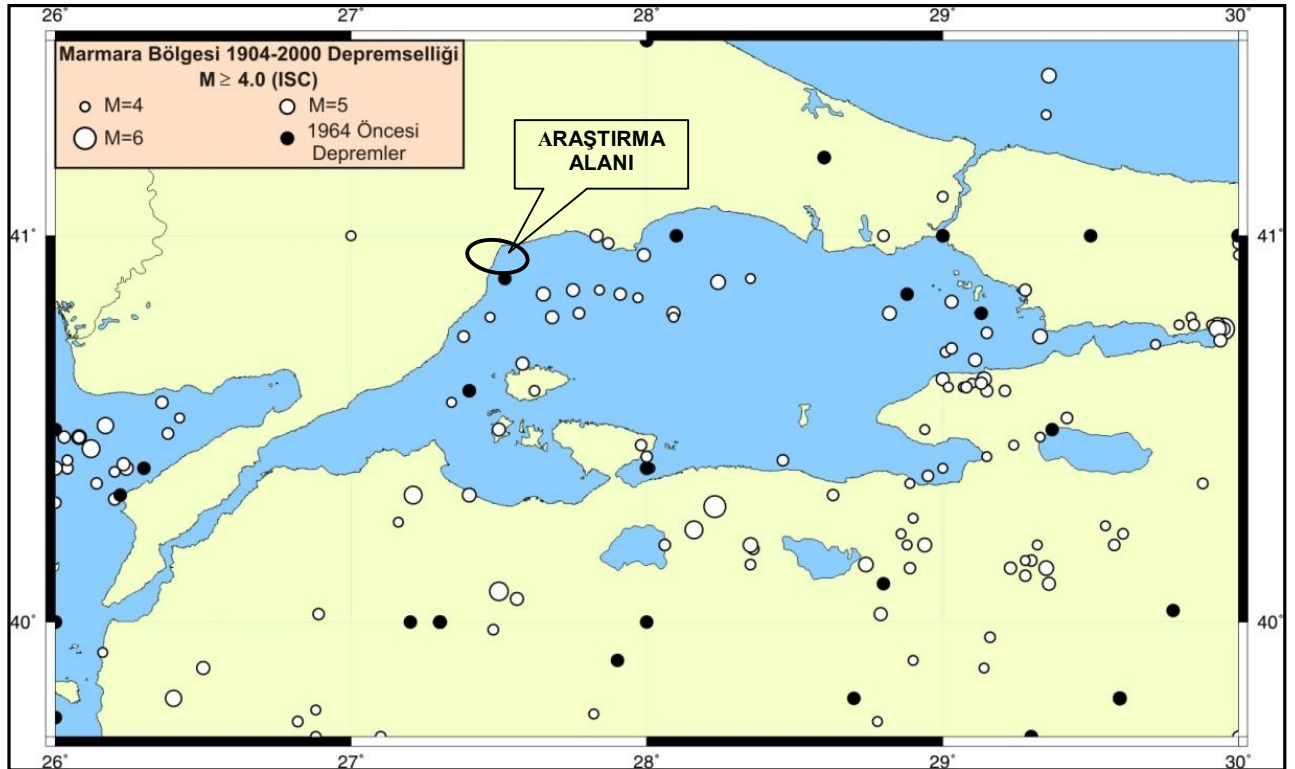 26° 27° 28° 29° 30°
Marmara Bölgesi 1904-2000 Depremselliği
M ≥ 4.0 (ISC)
M=4 M=5
M=6 1964 Öncesi
Depremler
ARAŞTIRMA
ALANI
41° 41°
40° 40°
26° 27° 28° 29° 30°